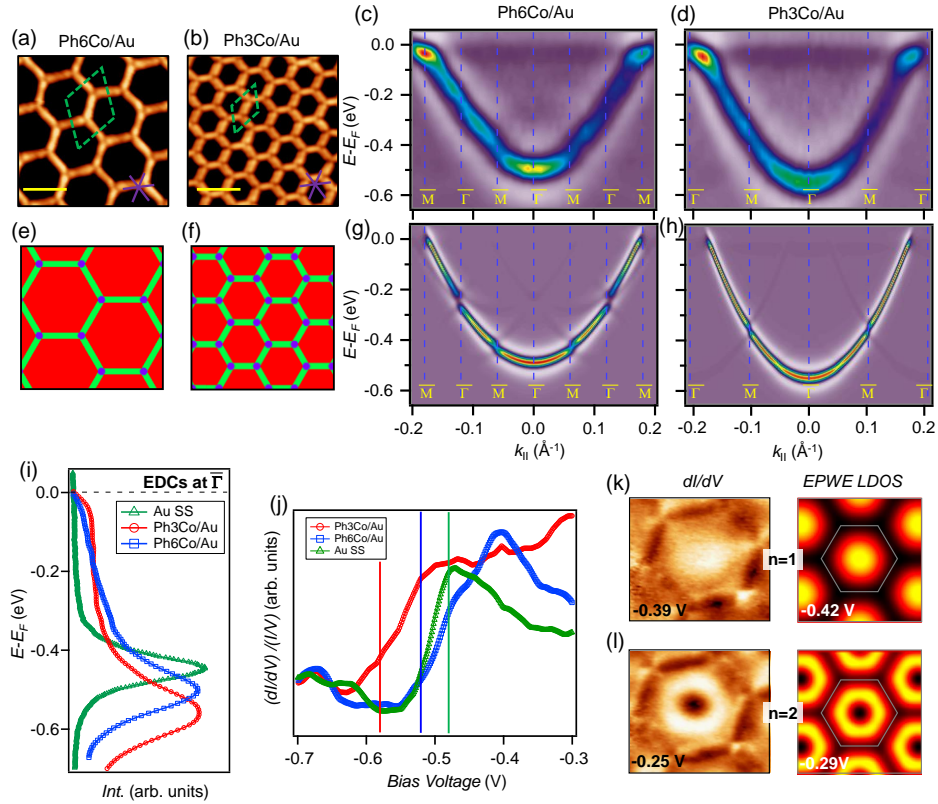 Ph6Co/Au
Ph3Co/Au
(a)
(b)
Ph6Co/Au
Ph3Co/Au
(c)
(d)
E-E_F (eV)
0.0
-0.2
-0.4
-0.6
M̅ Γ̅ M̅ Γ̅ M̅ Γ̅ M̅
Γ̅ M̅ Γ̅ M̅ Γ̅
(e)
(f)
(g)
(h)
E-E_F (eV)
0.0
-0.2
-0.4
-0.6
M̅ Γ̅ M̅ Γ̅ M̅ Γ̅ M̅
Γ̅ M̅ Γ̅ M̅ Γ̅
-0.2 -0.1 0.0 0.1 0.2
-0.2 -0.1 0.0 0.1 0.2
k_II (Å⁻¹)
k_II (Å⁻¹)
(i)
EDCs at Γ̅
Au SS
Ph3Co/Au
Ph6Co/Au
E-E_F (eV)
0.0
-0.2
-0.4
-0.6
Int. (arb. units)
(j)
Ph3Co/Au
Ph6Co/Au
Au SS
(dI/dV) /(I/V) (arb. units)
-0.7 -0.6 -0.5 -0.4 -0.3
Bias Voltage (V)
(k)
dI/dV
EPWE LDOS
n=1
-0.39 V
-0.42 V
(l)
n=2
-0.25 V
-0.29V